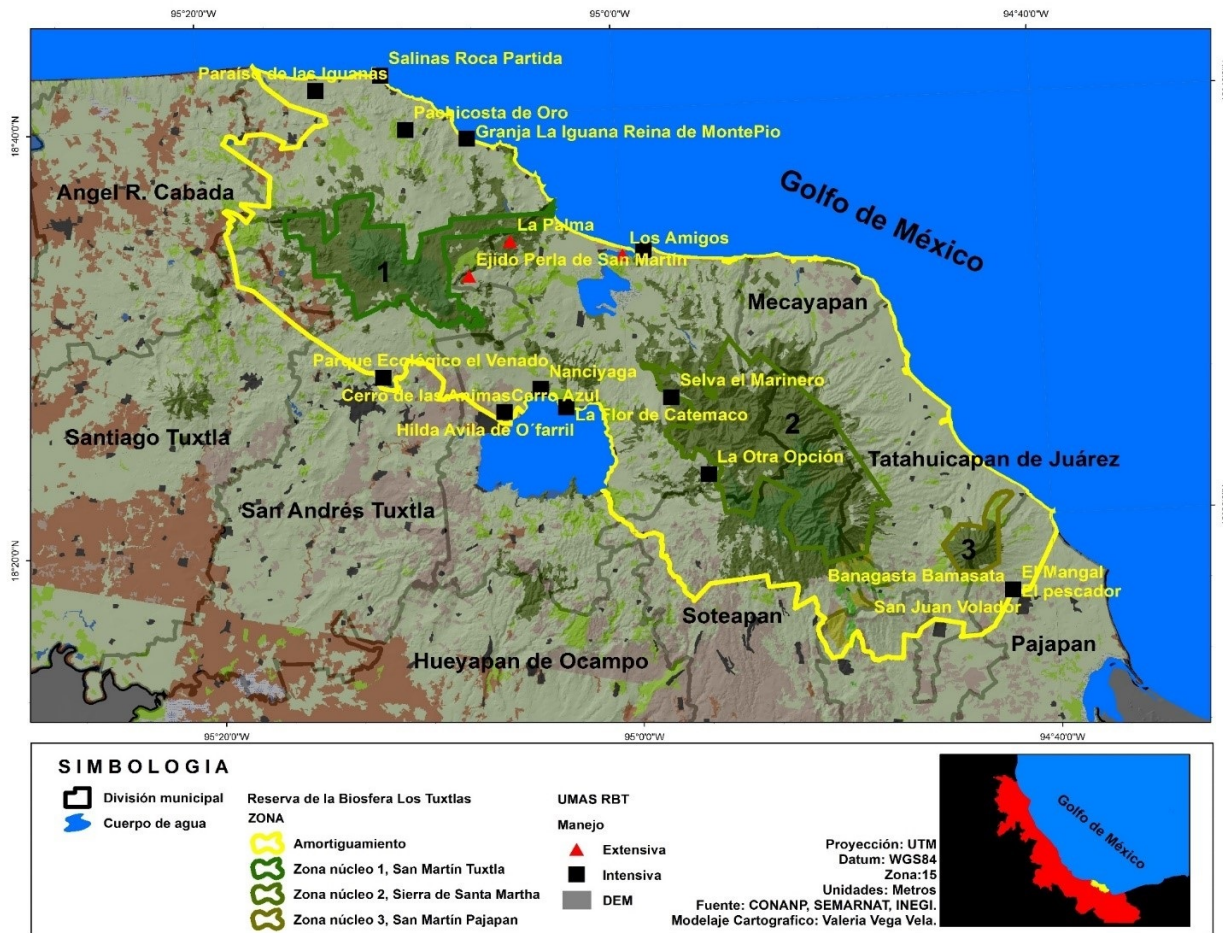 95°20'0"W
95°0'0"W
94°40'0"W
Salinas Roca Partida
Paraiso de las Iguanas
Pachicosta de Oro
Granja La Iguana Reina de MontePio
18°40'0"N
Angel R. Cabada
Golfo de México
La Palma
Los Amigos
Ejido Perla de San Martín
1
Mecayapan
Parque Ecológico el Venado
Nanciyaga
Selva el Marinero
Cerro de las Animas
Cerro Azul
La Flor de Catemaco
Hilda Avila de O´farril
2
Santiago Tuxtla
La Otra Opción
Tatahuicapan de Juárez
San Andrés Tuxtla
3
18°20'0"N
Banagasta Bamasata
El Mangal
El pescador
San Juan Volador
Soteapan
Pajapan
Hueyapan de Ocampo
95°20'0"W
95°0'0"W
94°40'0"W
SIMBOLOGIA
División municipal
Cuerpo de agua
Reserva de la Biosfera Los Tuxtlas
ZONA
Amortiguamiento
Zona núcleo 1, San Martín Tuxtla
Zona núcleo 2, Sierra de Santa Martha
Zona núcleo 3, San Martín Pajapan
UMAS RBT
Manejo
Extensiva
Intensiva
DEM
Proyección: UTM
Datum: WGS84
Zona:15
Unidades: Metros
Fuente: CONANP, SEMARNAT, INEGI.
Modelaje Cartografico: Valeria Vega Vela.
Golfo de México